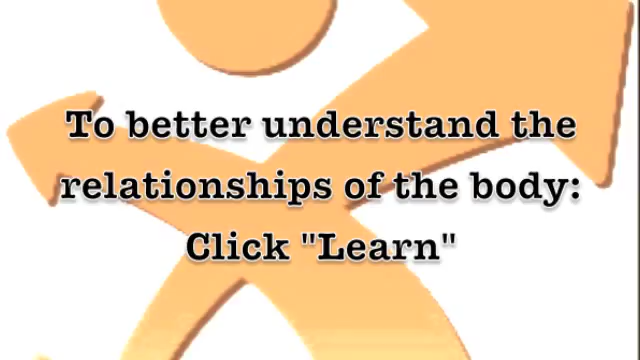 To better understand the
relationships of the body:
Click "Learn"